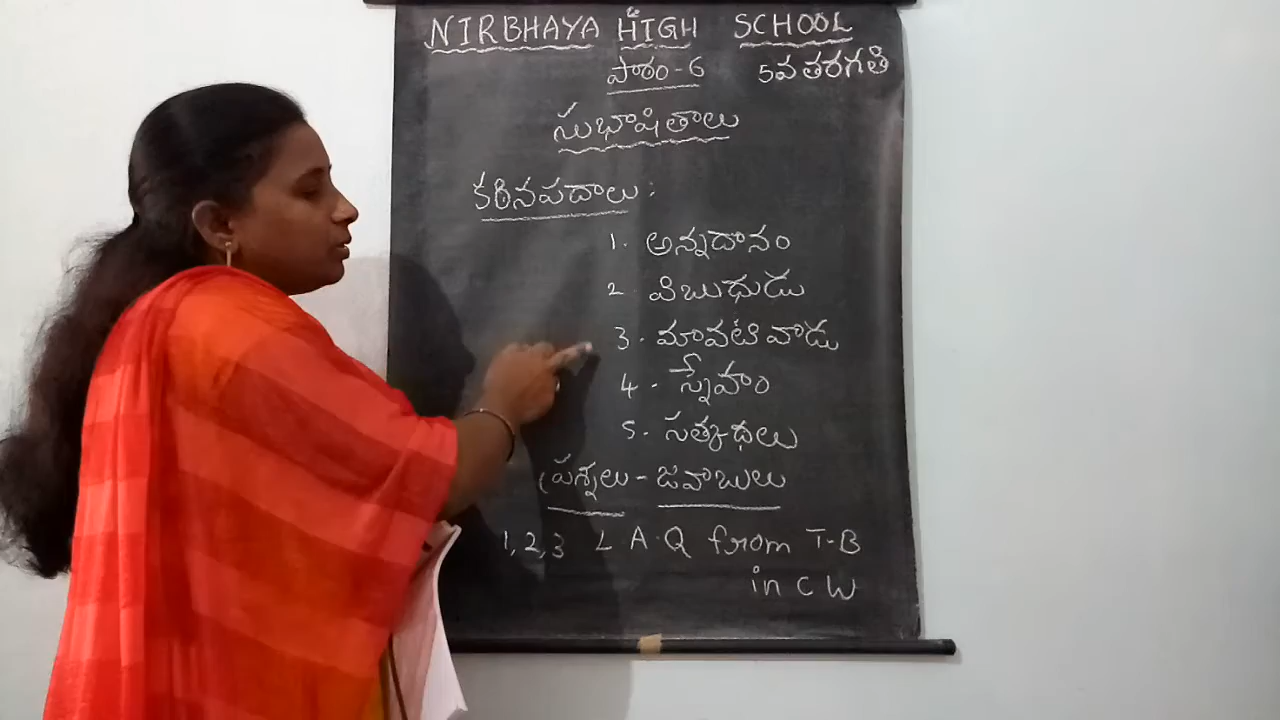 NIRBHAYA HIGH SCHOOL
పాఠం-6 5వ తరగతి
సుభాషితాలు
కఠినపదాలు:
1. అన్నదానం
2. విబుధుడు
3. మావటి వాడు
4. స్నేహం
5. సత్కథలు
ప్రశ్నలు - జవాబులు
1,2,3 L.A.Q from T-B
in C W